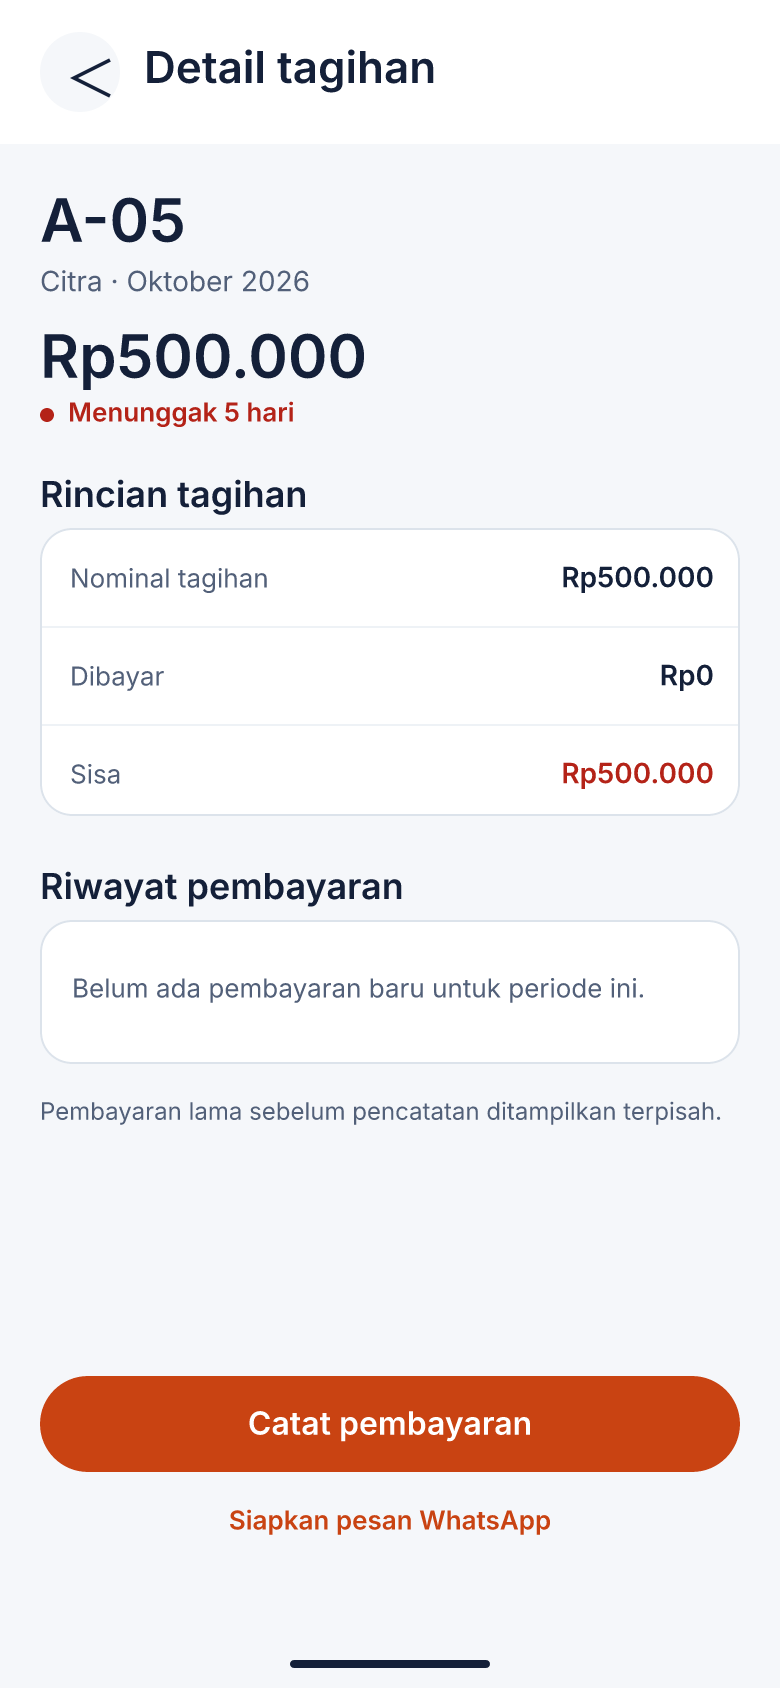 Detail tagihan
A-05
Citra · Oktober 2026
Rp500.000
Menunggak 5 hari
Rincian tagihan
Nominal tagihan Rp500.000
Dibayar Rp0
Sisa Rp500.000
Riwayat pembayaran
Belum ada pembayaran baru untuk periode ini.
Pembayaran lama sebelum pencatatan ditampilkan terpisah.
Catat pembayaran
Siapkan pesan WhatsApp